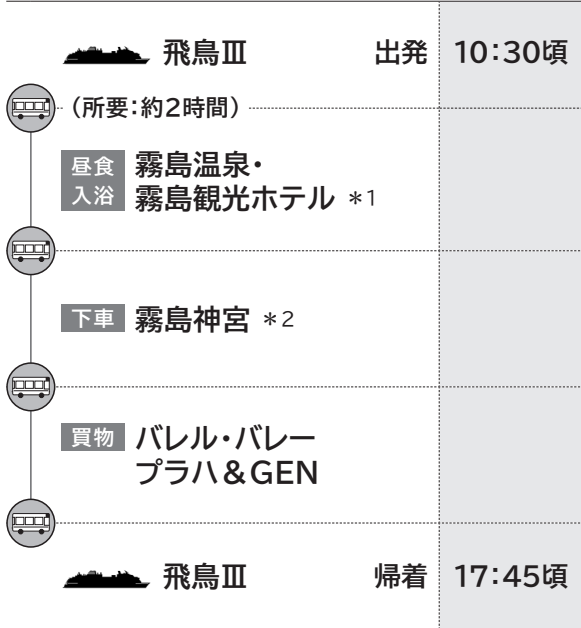 飛鳥Ⅲ 出発 10：30頃
（所要：約2時間）
昼食 霧島温泉・
入浴 霧島観光ホテル ＊1
下車 霧島神宮 ＊2
買物 バレル・バレー
プラハ＆GEN
飛鳥Ⅲ 帰着 17：45頃